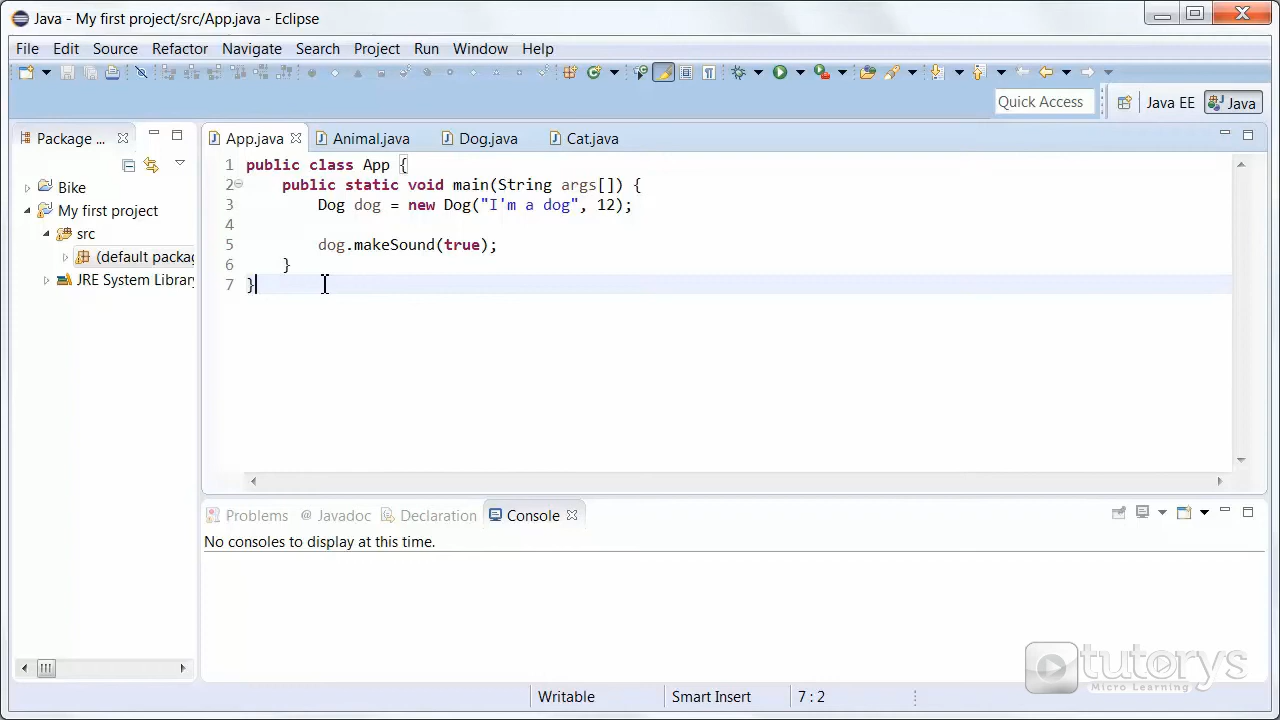 Java - My first project/src/App.java - Eclipse
File Edit Source Refactor Navigate Search Project Run Window Help
Quick Access Java EE Java
Package ... App.java Animal.java Dog.java Cat.java
Bike
My first project
src
(default packag
JRE System Librar
1 public class App {
2 public static void main(String args[]) {
3 Dog dog = new Dog("I'm a dog", 12);
4
5 dog.makeSound(true);
6 }
7 }
Problems @ Javadoc Declaration Console
No consoles to display at this time.
tutorys
Micro Learning
Writable Smart Insert 7 : 2